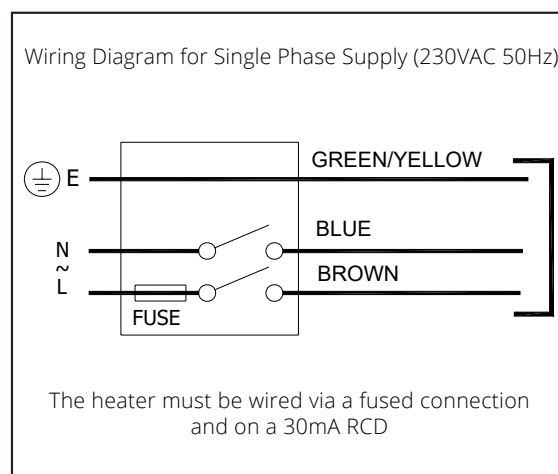 Wiring Diagram for Single Phase Supply (230VAC 50Hz)
GREEN/YELLOW
E
BLUE
N
~
BROWN
L
FUSE
The heater must be wired via a fused connection
and on a 30mA RCD